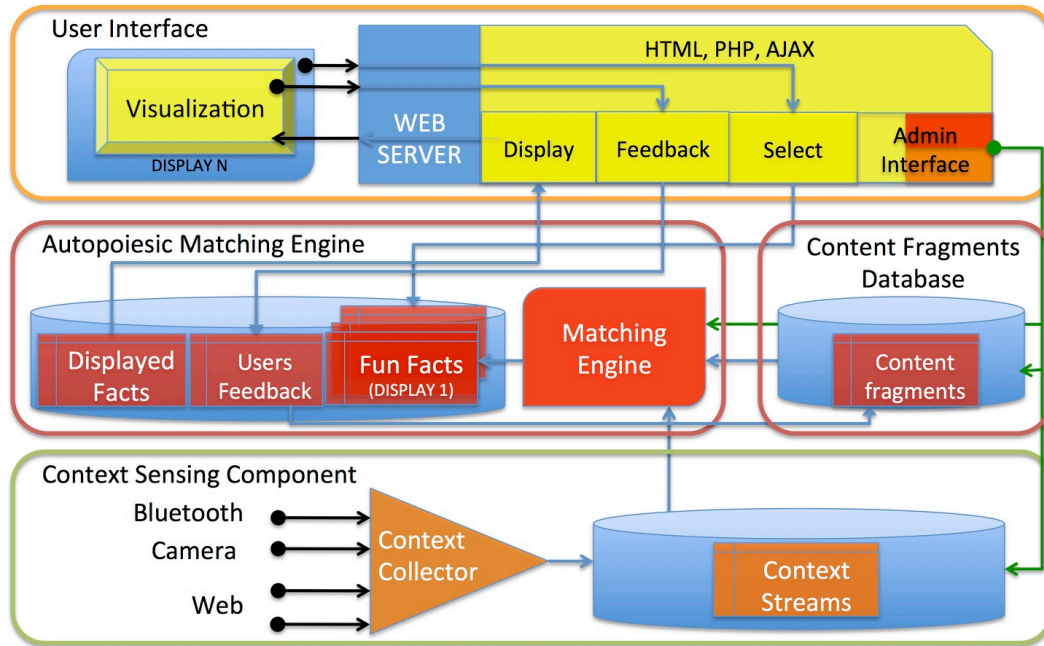 User Interface
HTML, PHP, AJAX
Visualization
DISPLAY N
WEB
SERVER
Display
Feedback
Select
Admin
Interface
Autopoiesic Matching Engine
Content Fragments
Database
Displayed
Facts
Users
Feedback
Fun Facts
(DISPLAY 1)
Matching
Engine
Content
fragments
Context Sensing Component
Bluetooth
Camera
Web
Context
Collector
Context
Streams